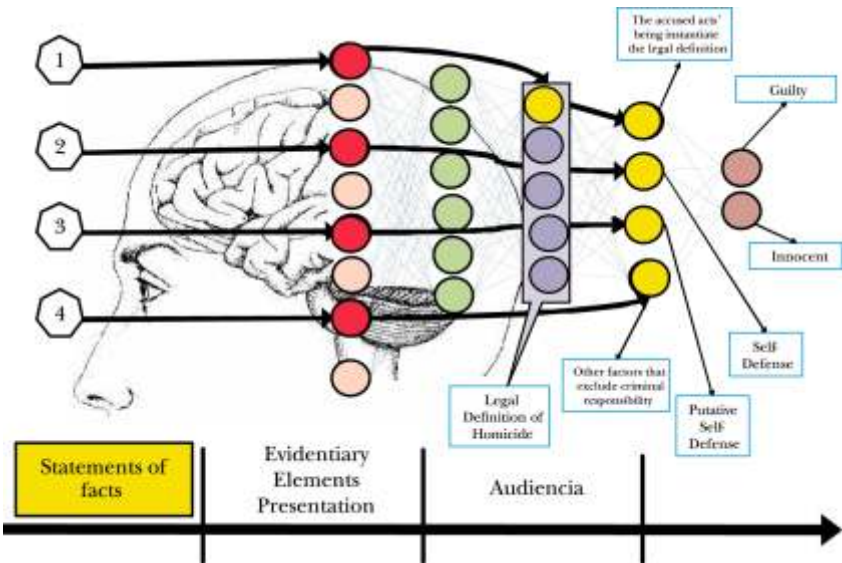 1
The accused acts'
being instantiate
the legal definition
Guilty
2
3
Innocent
4
Self
Defense
Other factors that
exclude criminal
responsibility
Legal
Definition of
Homicide
Putative
Self
Defense
Statements of
facts
Evidentiary
Elements
Presentation
Audiencia